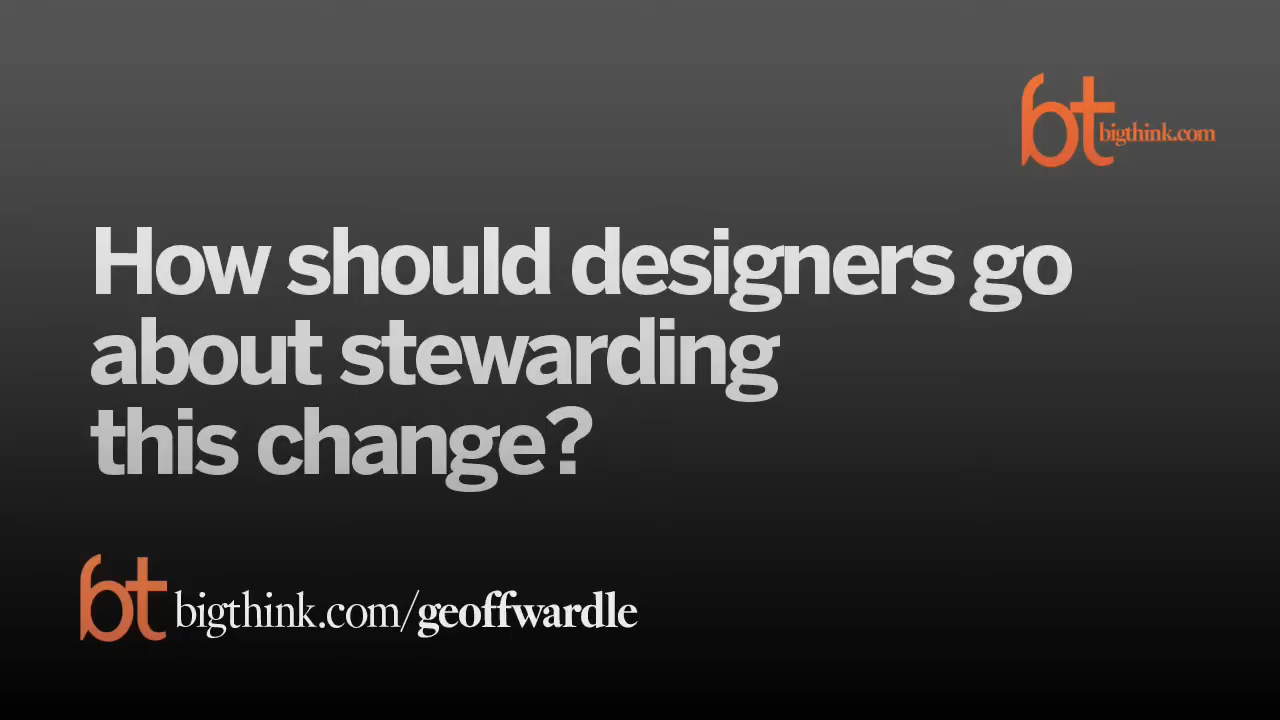 bt bigthink.com
How should designers go
about stewarding
this change?
bt bigthink.com/geoffwardle